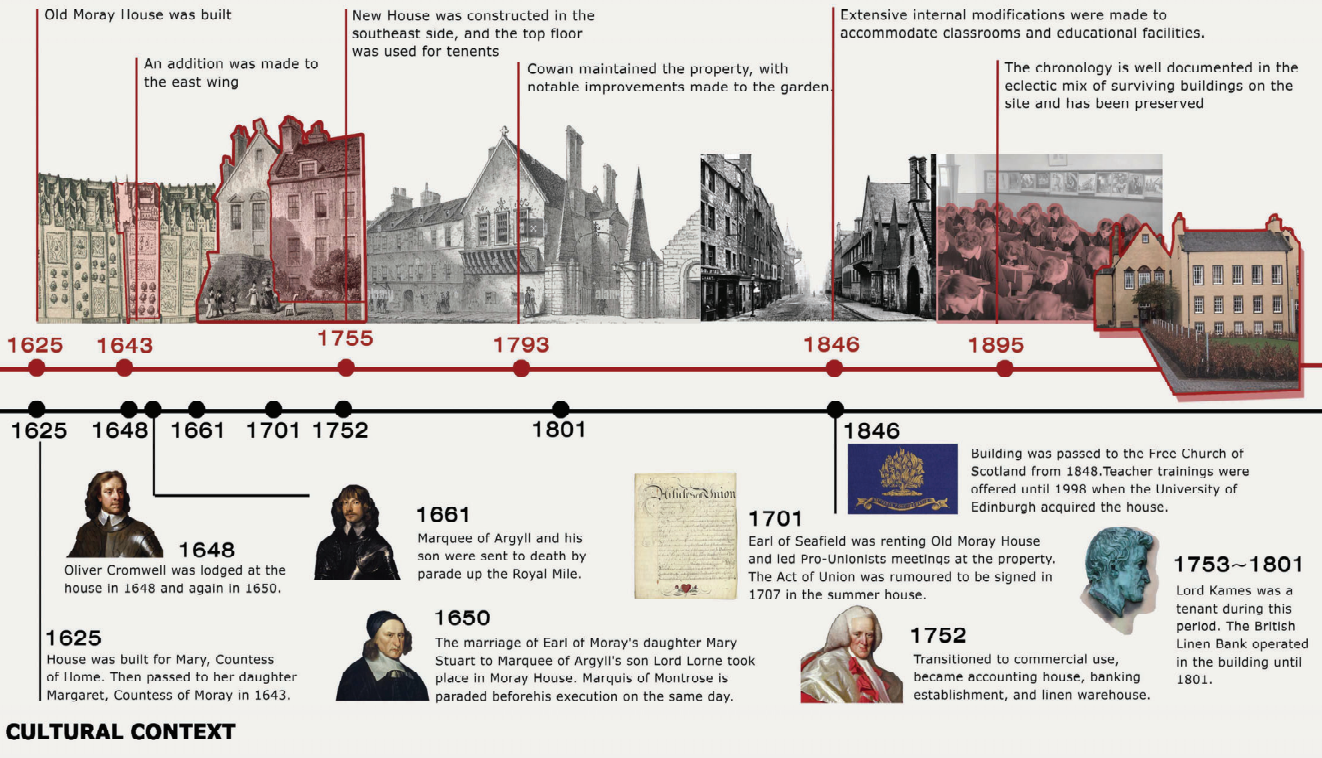 Old Moray House was built
An addition was made to
the east wing
New House was constructed in the
southeast side, and the top floor
was used for tenents
Cowan maintained the property, with
notable improvements made to the garden.
Extensive internal modifications were made to
accommodate classrooms and educational facilities.
The chronology is well documented in the
eclectic mix of surviving buildings on the
site and has been preserved
1625 1643 1755 1793 1846 1895
1625 1648 1661 1701 1752 1801 1846
Building was passed to the Free Church of
Scotland from 1848.Teacher trainings were
offered until 1998 when the University of
Edinburgh acquired the house.
1648
Oliver Cromwell was lodged at the
house in 1648 and again in 1650.
1661
Marquee of Argyll and his
son were sent to death by
parade up the Royal Mile.
Articles of Union
1701
Earl of Seafield was renting Old Moray House
and led Pro-Unionists meetings at the property.
The Act of Union was rumoured to be signed in
1707 in the summer house.
1753~1801
Lord Kames was a
tenant during this
period. The British
Linen Bank operated
in the building until
1801.
1625
House was built for Mary, Countess
of Home. Then passed to her daughter
Margaret, Countess of Moray in 1643.
1650
The marriage of Earl of Moray's daughter Mary
Stuart to Marquee of Argyll's son Lord Lorne took
place in Moray House. Marquis of Montrose is
paraded beforehis execution on the same day.
1752
Transitioned to commercial use,
became accounting house, banking
establishment, and linen warehouse.
CULTURAL CONTEXT